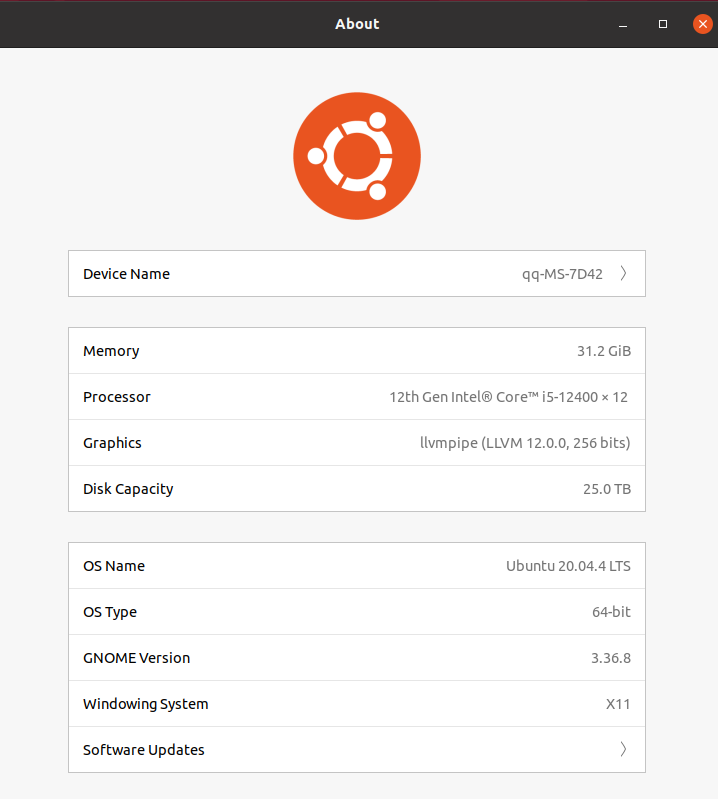 About
Device Name qq-MS-7D42
Memory 31.2 GiB
Processor 12th Gen Intel® Core™ i5-12400 × 12
Graphics llvmpipe (LLVM 12.0.0, 256 bits)
Disk Capacity 25.0 TB
OS Name Ubuntu 20.04.4 LTS
OS Type 64-bit
GNOME Version 3.36.8
Windowing System X11
Software Updates